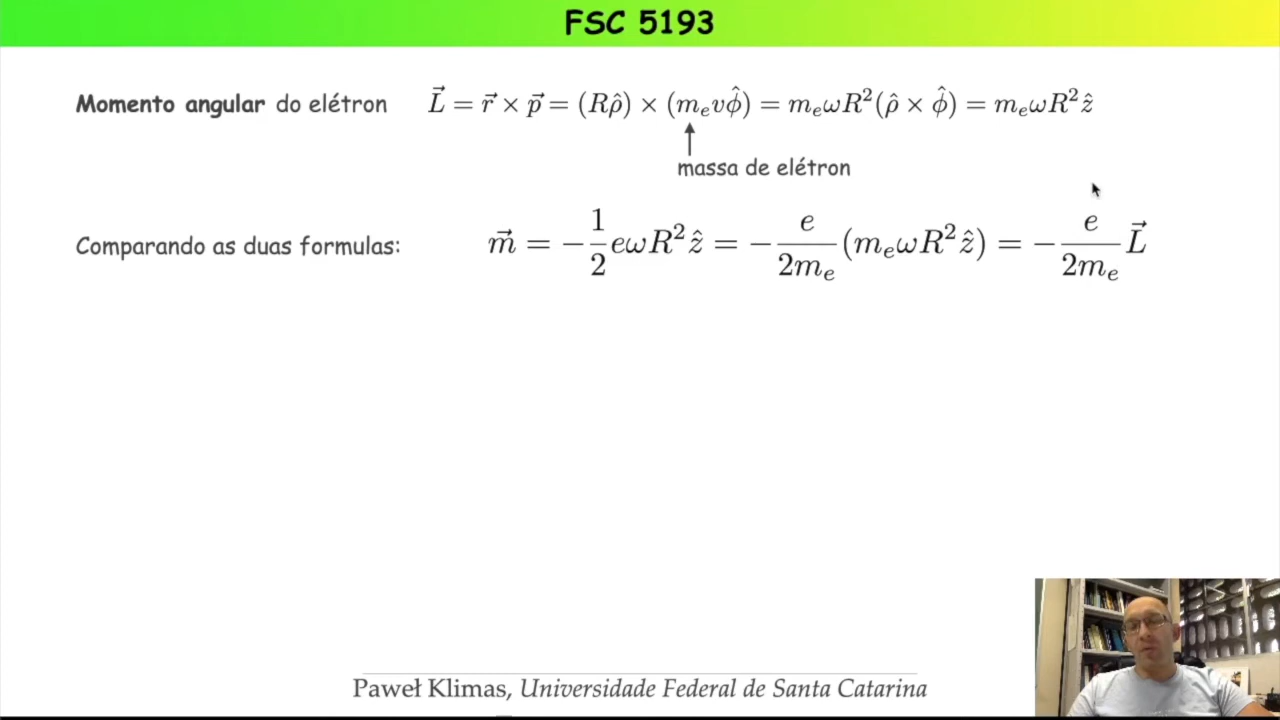 FSC 5193
Momento angular do elétron $\vec{L} = \vec{r} \times \vec{p} = (R\hat{\rho}) \times (m_e v \hat{\phi}) = m_e \omega R^2 (\hat{\rho} \times \hat{\phi}) = m_e \omega R^2 \hat{z}$
massa de elétron
Comparando as duas formulas: $\vec{m} = -\frac{1}{2} e \omega R^2 \hat{z} = -\frac{e}{2m_e} (m_e \omega R^2 \hat{z}) = -\frac{e}{2m_e} \vec{L}$
Paweł Klimas, Universidade Federal de Santa Catarina